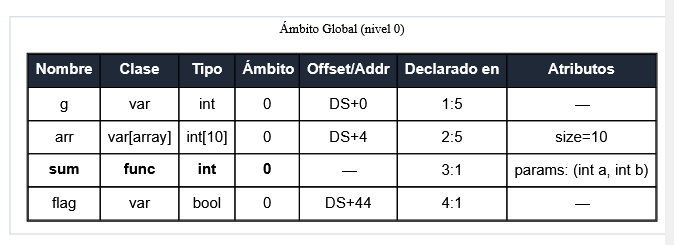 Ámbito Global (nivel 0)
Nombre Clase Tipo Ámbito Offset/Addr Declarado en Atributos
g var int 0 DS+0 1:5 —
arr var[array] int[10] 0 DS+4 2:5 size=10
sum func int 0 — 3:1 params: (int a, int b)
flag var bool 0 DS+44 4:1 —